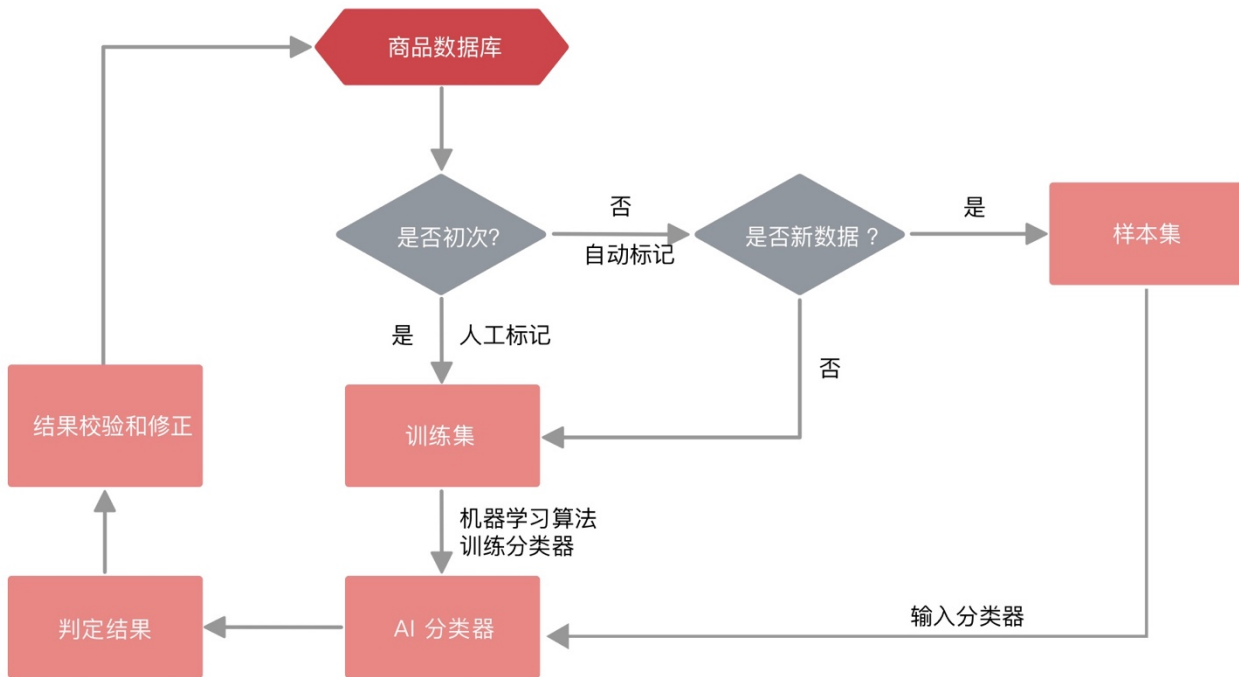 商品数据库
是否初次?
否
自动标记
是否新数据？
是
样本集
是
人工标记
否
结果校验和修正
训练集
机器学习算法
训练分类器
判定结果
AI 分类器
输入分类器